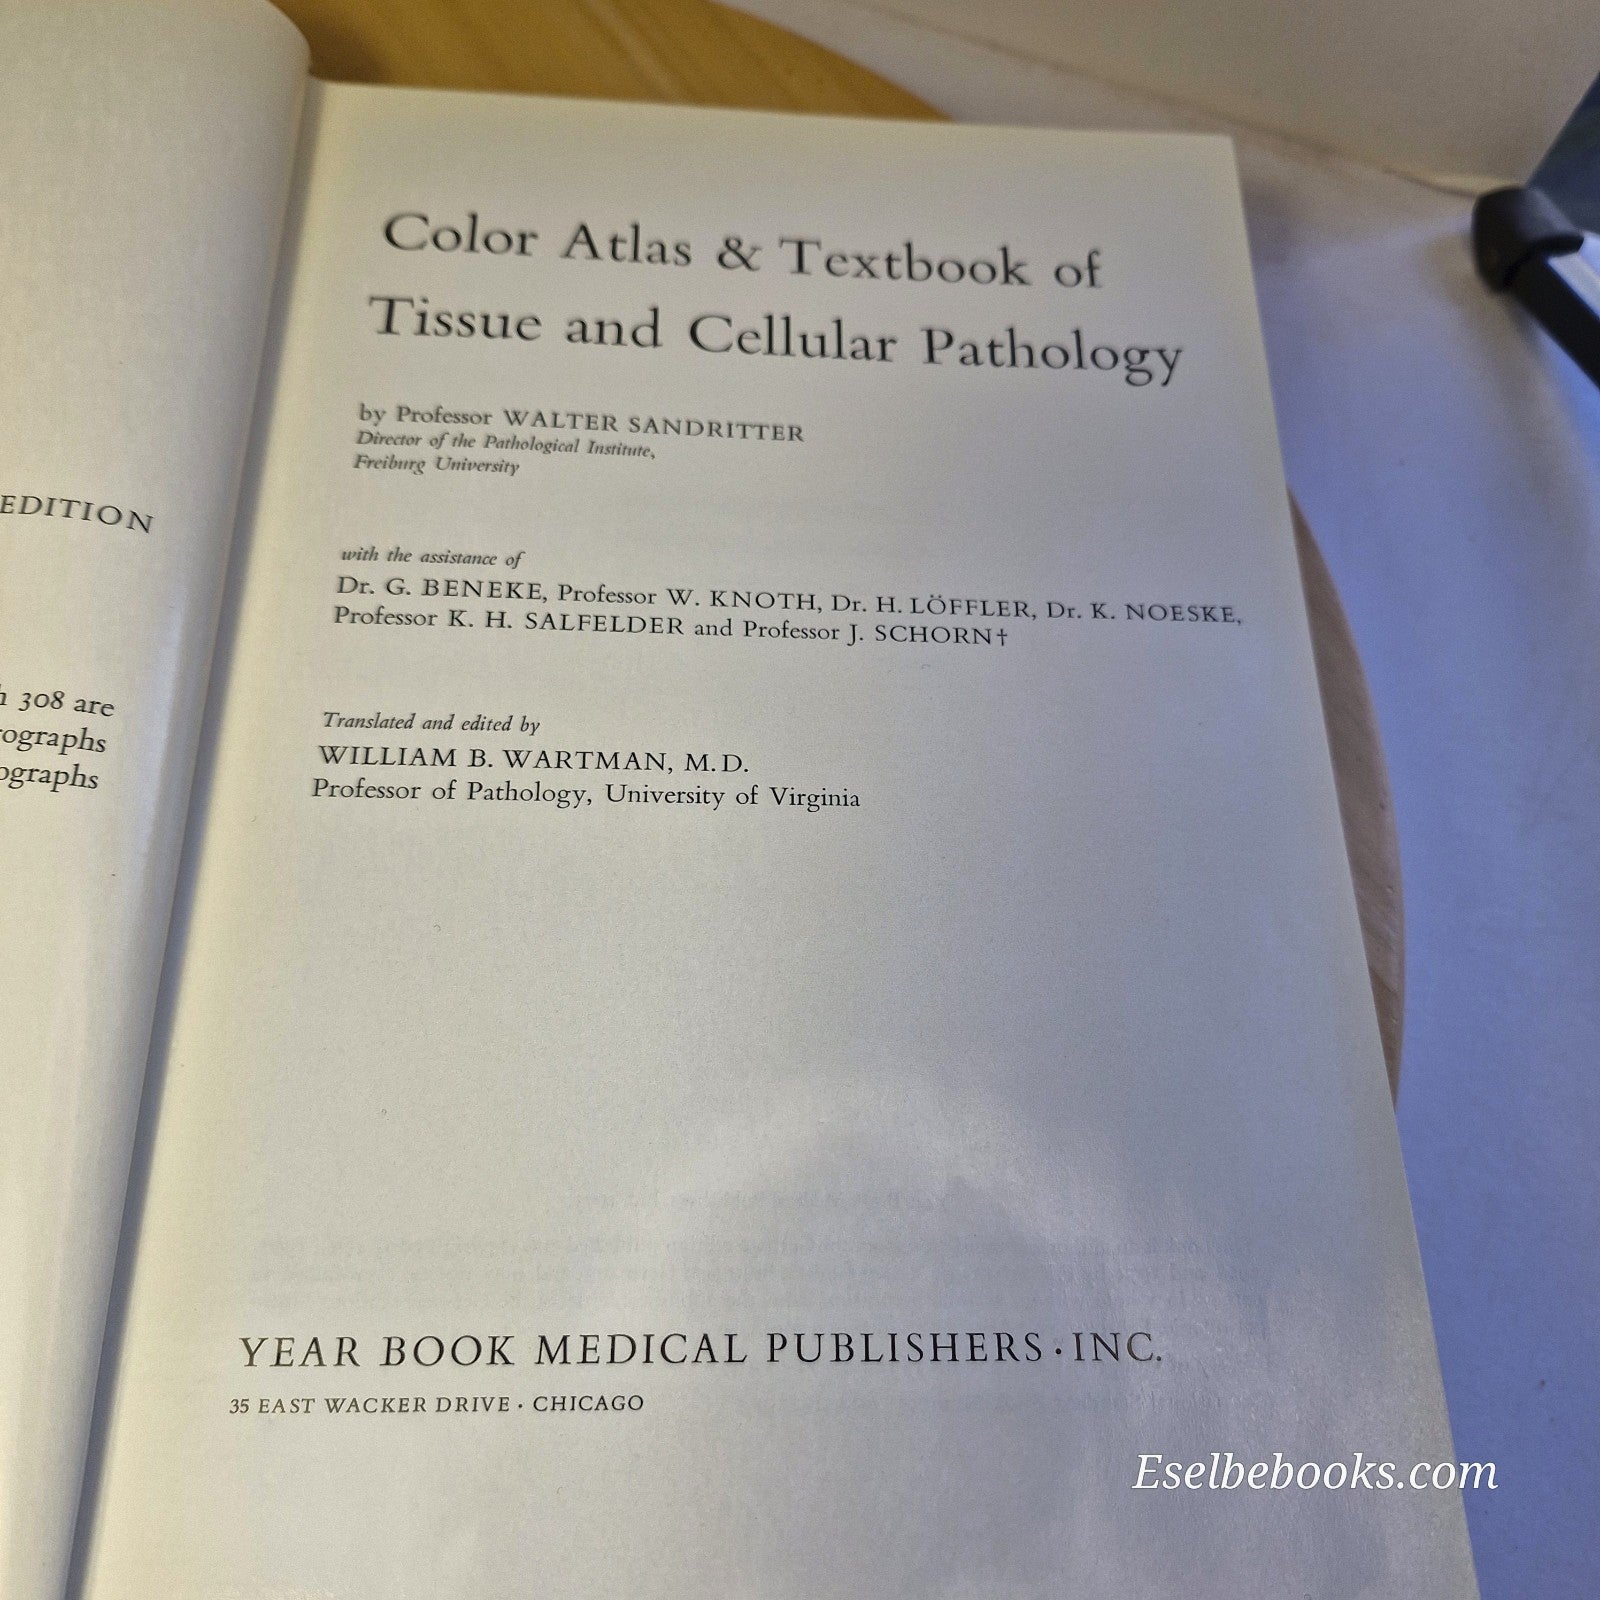 EDITION
308 are
Color Atlas & Textbook of
Tissue and Cellular Pathology
by Professor WALTER SANDRITTER
Director of the Pathological Institute,
Freiburg University
with the assistance of
Dr. G. BENEKE, Professor W. KNOTH, Dr. H. LÖFFLER, Dr. K. NOESKE,
Professor K. H. SALFELDER and Professor J. SCHORN†
Translated and edited by
WILLIAM B. WARTMAN, M.D.
Professor of Pathology, University of Virginia
YEAR BOOK MEDICAL PUBLISHERS · INC.
35 EAST WACKER DRIVE · CHICAGO
Eselbebooks.com